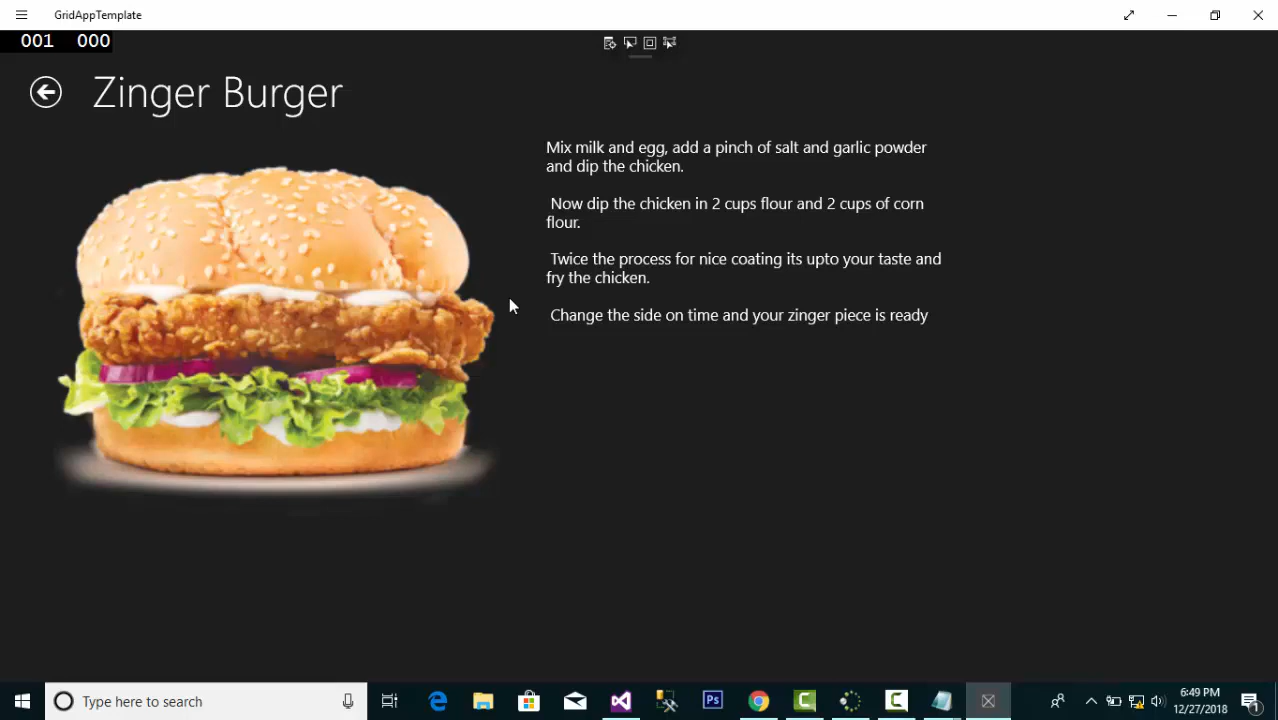 GridAppTemplate
001 000
Zinger Burger
Mix milk and egg, add a pinch of salt and garlic powder
and dip the chicken.
Now dip the chicken in 2 cups flour and 2 cups of corn
flour.
Twice the process for nice coating its upto your taste and
fry the chicken.
Change the side on time and your zinger piece is ready
Type here to search
Ps
6:49 PM
12/27/2018
1